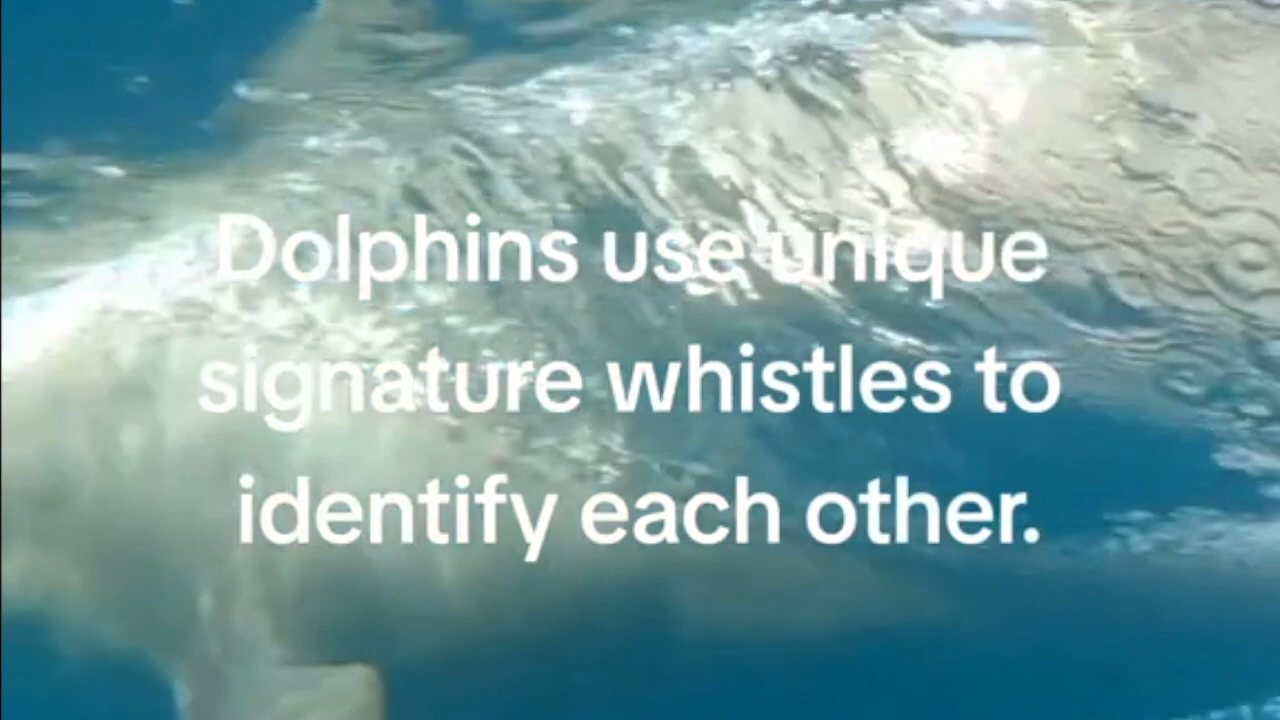 Dolphins use unique
signature whistles to
identify each other.